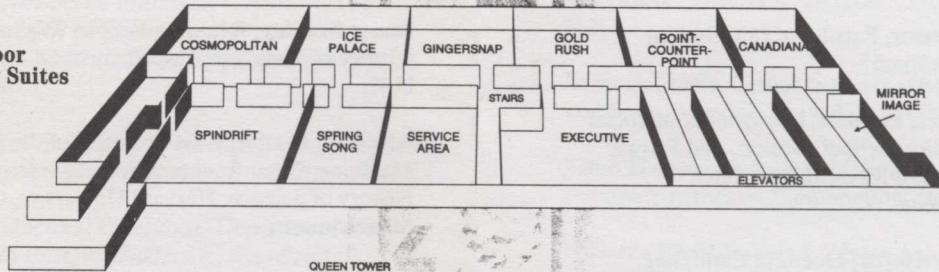 oor
Suites
COSMOPOLITAN
ICE
PALACE
GINGERSNAP
GOLD
RUSH
POINT-
COUNTER-
POINT
CANADIANA
MIRROR
IMAGE
STAIRS
SPINDRIFT
SPRING
SONG
SERVICE
AREA
EXECUTIVE
ELEVATORS
QUEEN TOWER